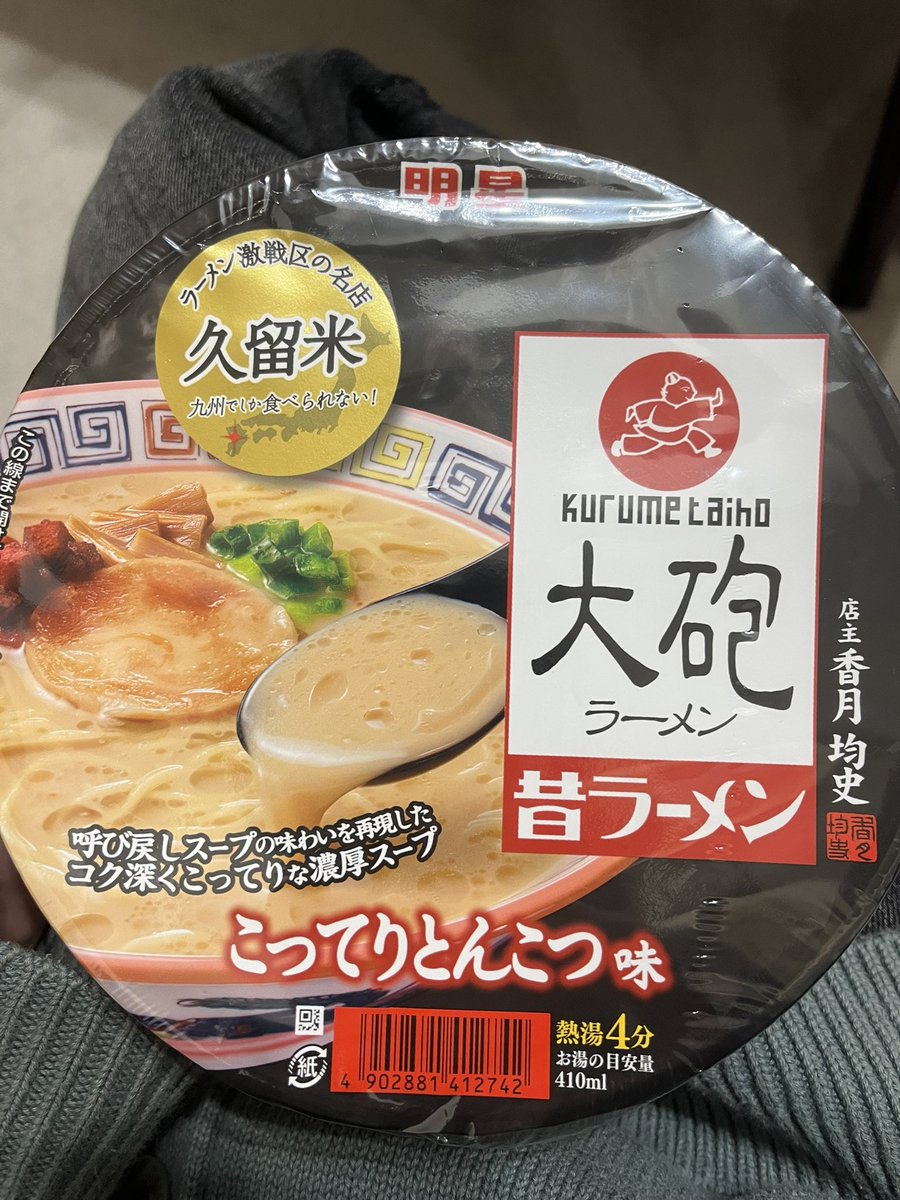 明星
ラーメン激戦区の名店
久留米
九州でしか食べられない!
この線まで開け
kurume taiho
大砲
ラーメン
昔ラーメン
店主 香月 均史
呼び戻しスープの味わいを再現した
コク深くこってりな濃厚スープ
こってりとんこつ味
紙
4 902881 412742
熱湯4分
お湯の目安量
410ml